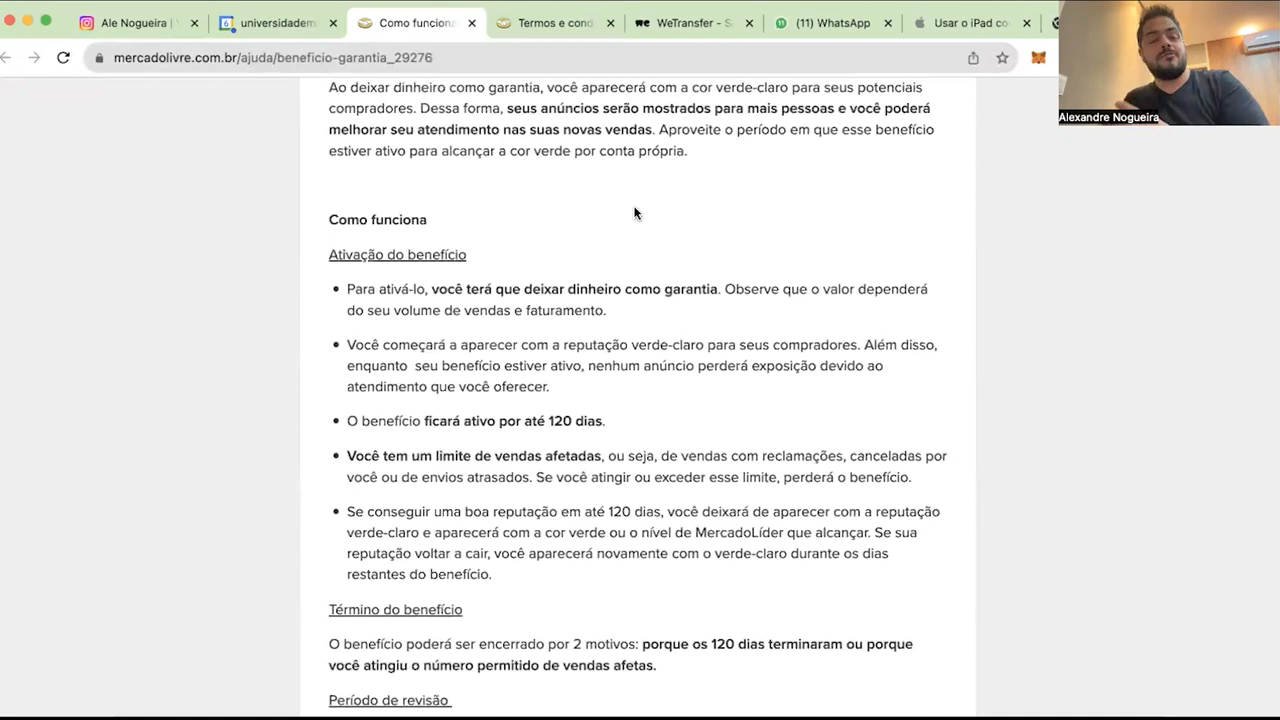 Ale Nogueira |
universidadem
Como funciona
Termos e cond
WeTransfer - S
(11) WhatsApp
Usar o iPad co
mercadolivre.com.br/ajuda/beneficio-garantia_29276
Alexandre Nogueira
Ao deixar dinheiro como garantia, você aparecerá com a cor verde-claro para seus potenciais
compradores. Dessa forma, seus anúncios serão mostrados para mais pessoas e você poderá
melhorar seu atendimento nas suas novas vendas. Aproveite o período em que esse benefício
estiver ativo para alcançar a cor verde por conta própria.
Como funciona
Ativação do benefício
• Para ativá-lo, você terá que deixar dinheiro como garantia. Observe que o valor dependerá
do seu volume de vendas e faturamento.
• Você começará a aparecer com a reputação verde-claro para seus compradores. Além disso,
enquanto seu benefício estiver ativo, nenhum anúncio perderá exposição devido ao
atendimento que você oferecer.
• O benefício ficará ativo por até 120 dias.
• Você tem um limite de vendas afetadas, ou seja, de vendas com reclamações, canceladas por
você ou de envios atrasados. Se você atingir ou exceder esse limite, perderá o benefício.
• Se conseguir uma boa reputação em até 120 dias, você deixará de aparecer com a reputação
verde-claro e aparecerá com a cor verde ou o nível de MercadoLíder que alcançar. Se sua
reputação voltar a cair, você aparecerá novamente com o verde-claro durante os dias
restantes do benefício.
Término do benefício
O benefício poderá ser encerrado por 2 motivos: porque os 120 dias terminaram ou porque
você atingiu o número permitido de vendas afetas.
Período de revisão